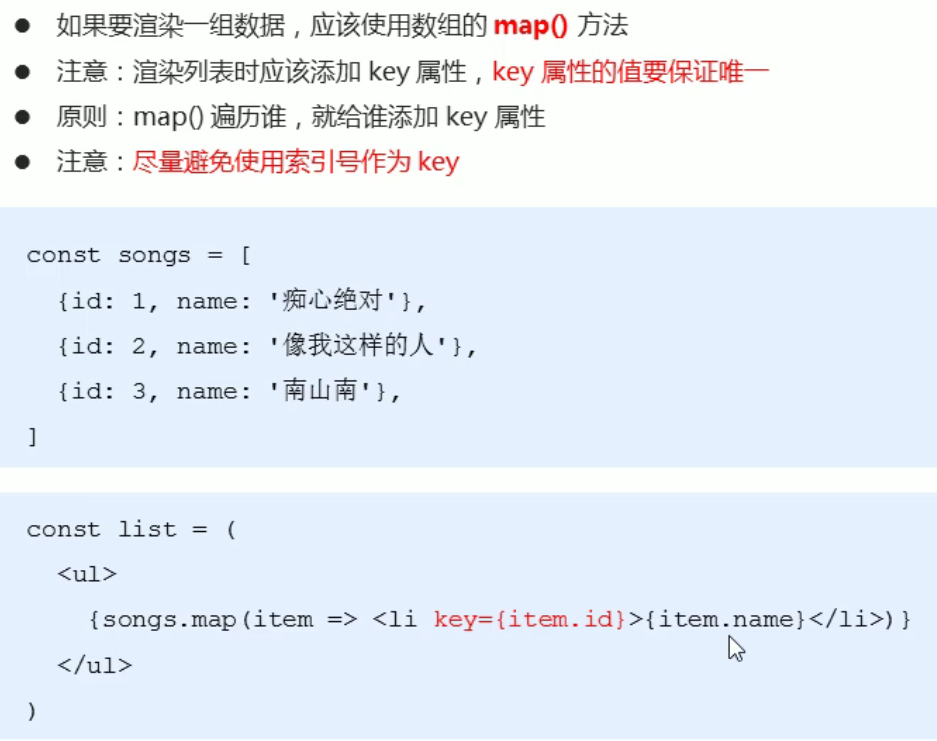 ● 如果要渲染一组数据，应该使用数组的 map() 方法
● 注意：渲染列表时应该添加 key 属性，key 属性的值要保证唯一
● 原则：map() 遍历谁，就给谁添加 key 属性
● 注意：尽量避免使用索引号作为 key
const songs = [
  {id: 1, name: '痴心绝对'},
  {id: 2, name: '像我这样的人'},
  {id: 3, name: '南山南'},
]
const list = (
  <ul>
    {songs.map(item => <li key={item.id}>{item.name}</li>)}
  </ul>
)